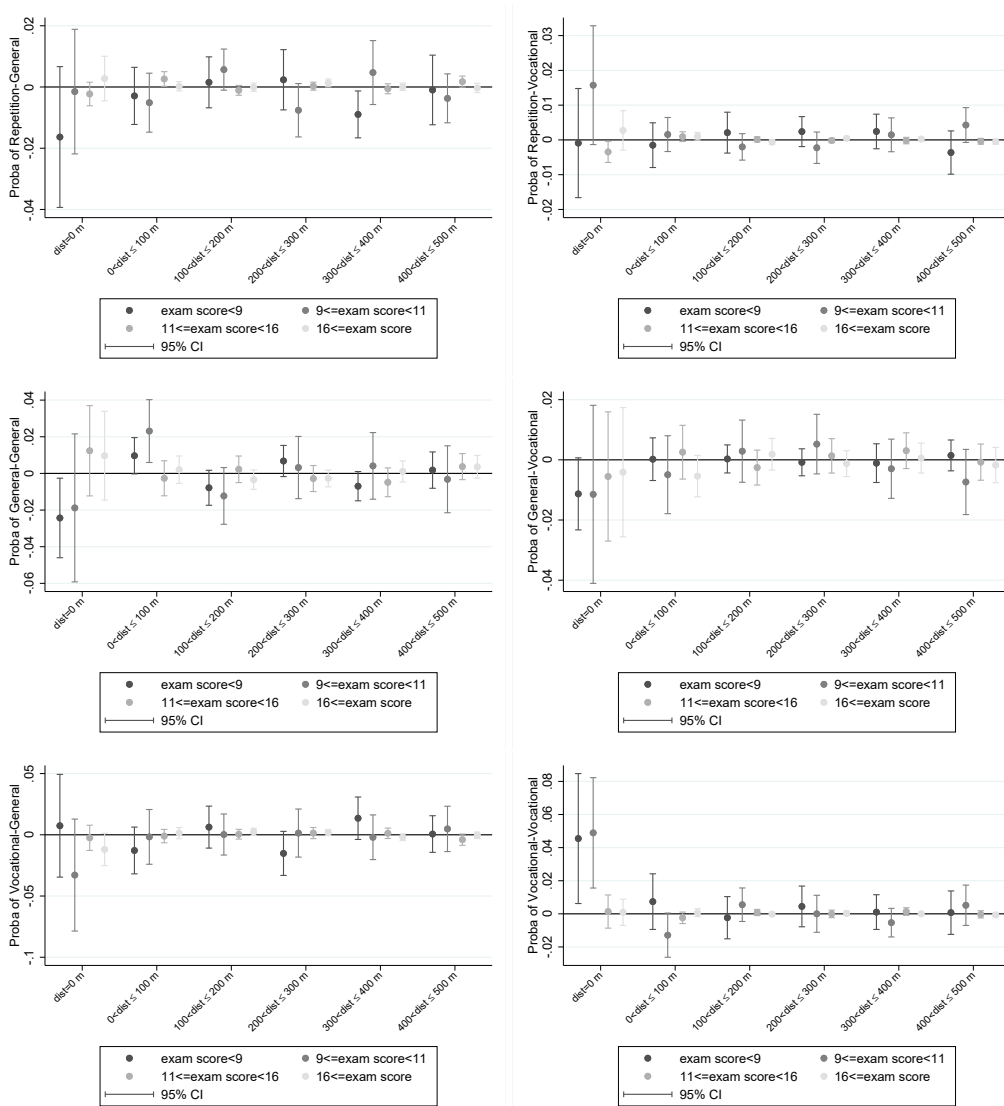 Proba of Repetition-General
.02
0
-.02
-.04
dist=0 m
0<dist ≤ 100 m
100<dist ≤ 200 m
200<dist ≤ 300 m
300<dist ≤ 400 m
400<dist ≤ 500 m
exam score<9
9<=exam score<11
11<=exam score<16
16<=exam score
95% CI
Proba of Repetition-Vocational
.03
.02
.01
0
-.01
-.02
dist=0 m
0<dist ≤ 100 m
100<dist ≤ 200 m
200<dist ≤ 300 m
300<dist ≤ 400 m
400<dist ≤ 500 m
exam score<9
9<=exam score<11
11<=exam score<16
16<=exam score
95% CI
Proba of General-General
.04
.02
0
-.02
-.04
-.06
dist=0 m
0<dist ≤ 100 m
100<dist ≤ 200 m
200<dist ≤ 300 m
300<dist ≤ 400 m
400<dist ≤ 500 m
exam score<9
9<=exam score<11
11<=exam score<16
16<=exam score
95% CI
Proba of General-Vocational
.02
0
-.02
-.04
dist=0 m
0<dist ≤ 100 m
100<dist ≤ 200 m
200<dist ≤ 300 m
300<dist ≤ 400 m
400<dist ≤ 500 m
exam score<9
9<=exam score<11
11<=exam score<16
16<=exam score
95% CI
Proba of Vocational-General
.05
0
-.05
-.1
dist=0 m
0<dist ≤ 100 m
100<dist ≤ 200 m
200<dist ≤ 300 m
300<dist ≤ 400 m
400<dist ≤ 500 m
exam score<9
9<=exam score<11
11<=exam score<16
16<=exam score
95% CI
Proba of Vocational-Vocational
.08
.06
.04
.02
0
-.02
dist=0 m
0<dist ≤ 100 m
100<dist ≤ 200 m
200<dist ≤ 300 m
300<dist ≤ 400 m
400<dist ≤ 500 m
exam score<9
9<=exam score<11
11<=exam score<16
16<=exam score
95% CI